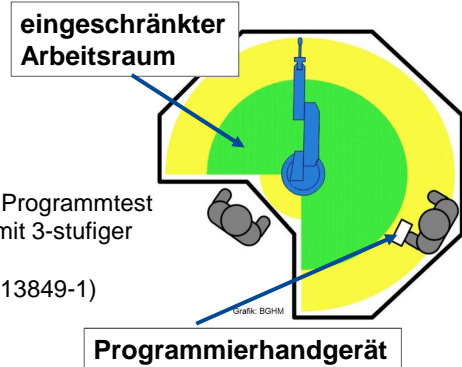 eingeschränkter
Arbeitsraum
Programmtest
mit 3-stufiger
13849-1)
Grafik: BGHM
Programmierhandgerät